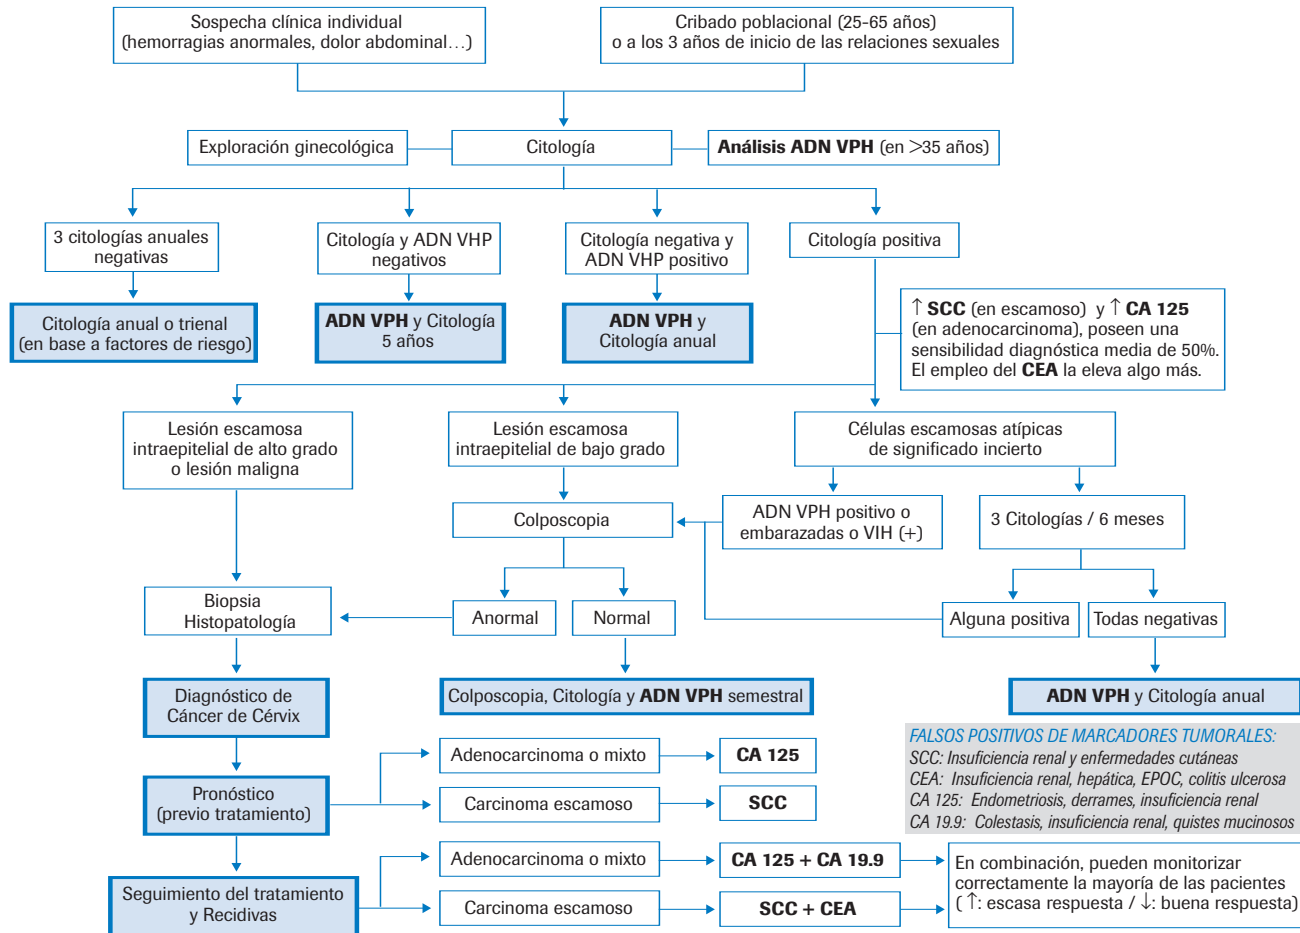 Sospecha clínica individual
(hemorragias anormales, dolor abdominal…)
Cribado poblacional (25-65 años)
o a los 3 años de inicio de las relaciones sexuales
Exploración ginecológica
Citología
Análisis ADN VPH (en >35 años)
3 citologías anuales
negativas
Citología y ADN VHP
negativos
Citología negativa y
ADN VHP positivo
Citología positiva
Citología anual o trienal
(en base a factores de riesgo)
ADN VPH y Citología
5 años
ADN VPH y
Citología anual
↑ SCC (en escamoso) y ↑ CA 125
(en adenocarcinoma), poseen una
sensibilidad diagnóstica media de 50%.
El empleo del CEA la eleva algo más.
Lesión escamosa
intraepitelial de alto grado
o lesión maligna
Lesión escamosa
intraepitelial de bajo grado
Células escamosas atípicas
de significado incierto
Colposcopia
ADN VPH positivo o
embarazadas o VIH (+)
3 Citologías / 6 meses
Biopsia
Histopatología
Anormal
Normal
Alguna positiva
Todas negativas
Diagnóstico de
Cáncer de Cérvix
Colposcopia, Citología y ADN VPH semestral
ADN VPH y Citología anual
FALSOS POSITIVOS DE MARCADORES TUMORALES:
SCC: Insuficiencia renal y enfermedades cutáneas
CEA: Insuficiencia renal, hepática, EPOC, colitis ulcerosa
CA 125: Endometriosis, derrames, insuficiencia renal
CA 19.9: Colestasis, insuficiencia renal, quistes mucinosos
Pronóstico
(previo tratamiento)
Adenocarcinoma o mixto
CA 125
Carcinoma escamoso
SCC
Seguimiento del tratamiento
y Recidivas
Adenocarcinoma o mixto
CA 125 + CA 19.9
Carcinoma escamoso
SCC + CEA
En combinación, pueden monitorizar
correctamente la mayoría de las pacientes
( ↑: escasa respuesta / ↓: buena respuesta)